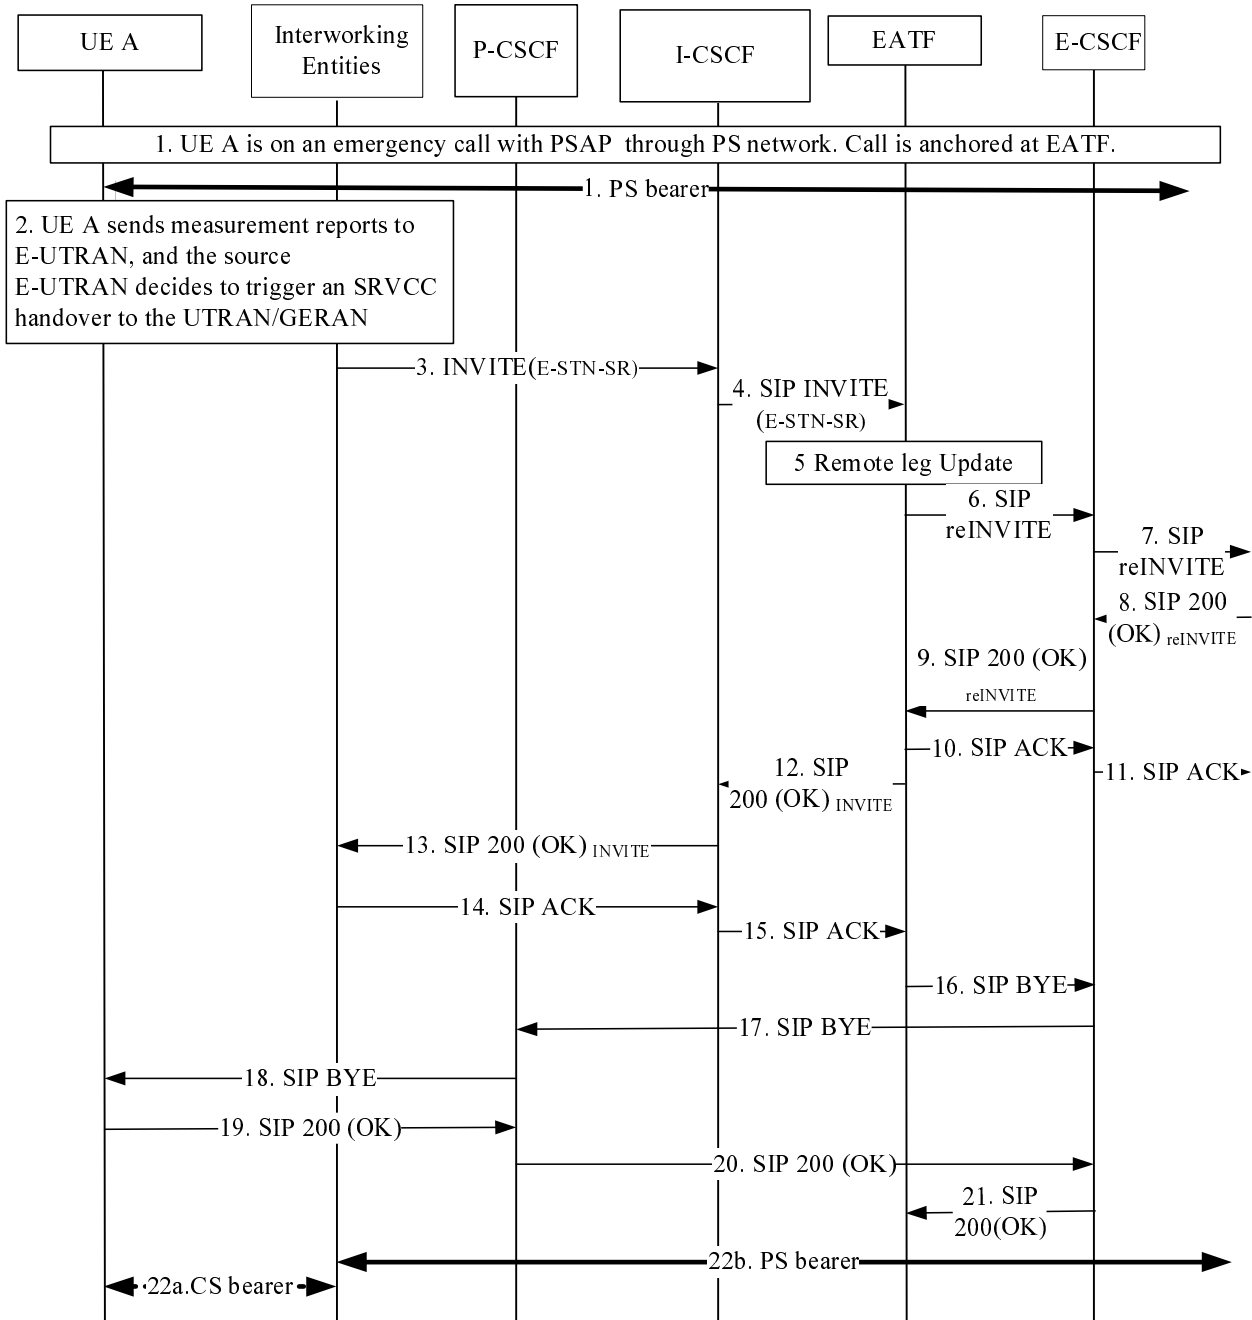 UE A
Interworking
Entities
P-CSCF
I-CSCF
EATF
E-CSCF
1. UE A is on an emergency call with PSAP through PS network. Call is anchored at EATF.
1. PS bearer
2. UE A sends measurement reports to
E-UTRAN, and the source
E-UTRAN decides to trigger an SRVCC
handover to the UTRAN/GERAN
3. INVITE(E-STN-SR)
4. SIP INVITE
(E-STN-SR)
5 Remote leg Update
6. SIP
reINVITE
7. SIP
reINVITE
8. SIP 200
(OK) reINVITE
9. SIP 200 (OK)
reINVITE
10. SIP ACK
11. SIP ACK
12. SIP
200 (OK) INVITE
13. SIP 200 (OK) INVITE
14. SIP ACK
15. SIP ACK
16. SIP BYE
17. SIP BYE
18. SIP BYE
19. SIP 200 (OK)
20. SIP 200 (OK)
21. SIP
200(OK)
22b. PS bearer
22a.CS bearer